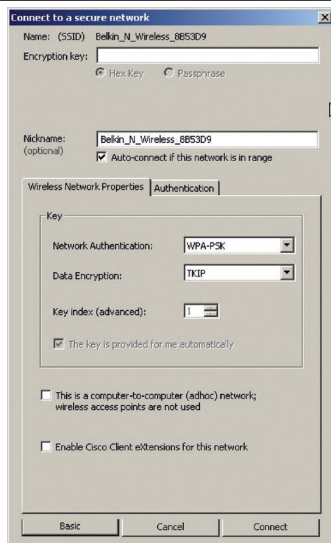 Connect to a secure network
Name: (SSID) Belkin_N_Wireless_8B53D9
Encryption key:
Hex Key Passphrase
Nickname: Belkin_N_Wireless_8B53D9
(optional)
Auto-connect if this network is in range
Wireless Network Properties Authentication
Key
Network Authentication: WPA-PSK
Data Encryption: TKIP
Key index (advanced): 1
The key is provided for me automatically
This is a computer-to-computer (adhoc) network;
wireless access points are not used
Enable Cisco Client eXtensions for this network
Basic Cancel Connect